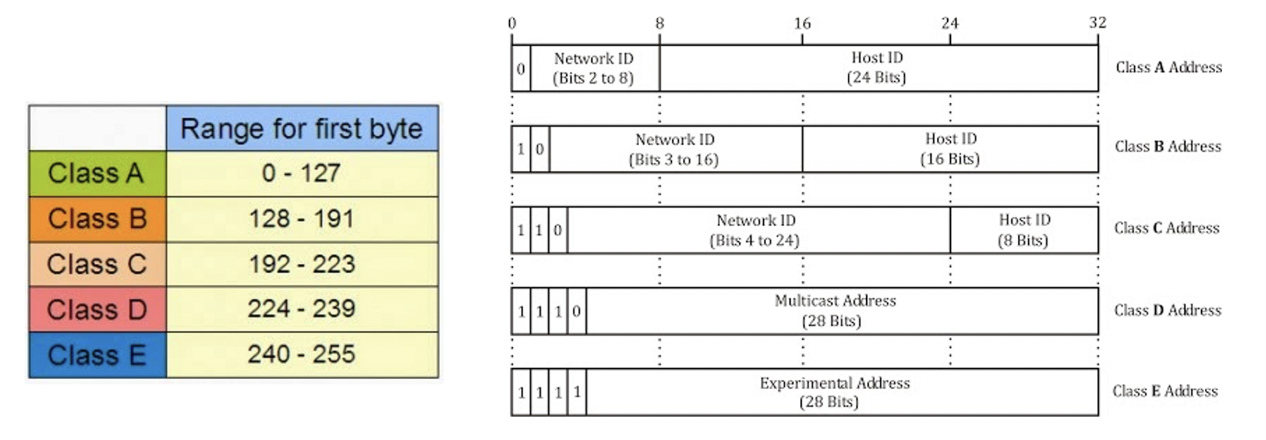 Range for first byte
Class A 0 - 127
Class B 128 - 191
Class C 192 - 223
Class D 224 - 239
Class E 240 - 255
0 8 16 24 32
0 Network ID Host ID Class A Address
(Bits 2 to 8) (24 Bits)
1 0 Network ID Host ID Class B Address
(Bits 3 to 16) (16 Bits)
1 1 0 Network ID Host ID Class C Address
(Bits 4 to 24) (8 Bits)
1 1 1 0 Multicast Address Class D Address
(28 Bits)
1 1 1 1 Experimental Address Class E Address
(28 Bits)